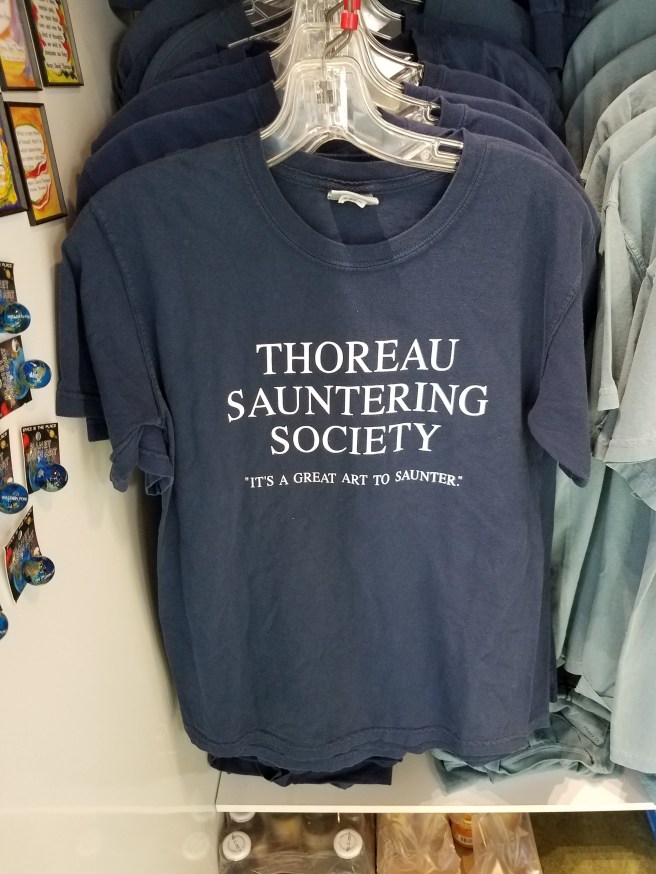 THOREAU
SAUNTERING
SOCIETY
"IT'S A GREAT ART TO SAUNTER."